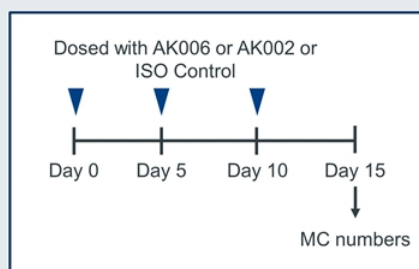 Dosed with AK006 or AK002 or
ISO Control
Day 0 Day 5 Day 10 Day 15
MC numbers